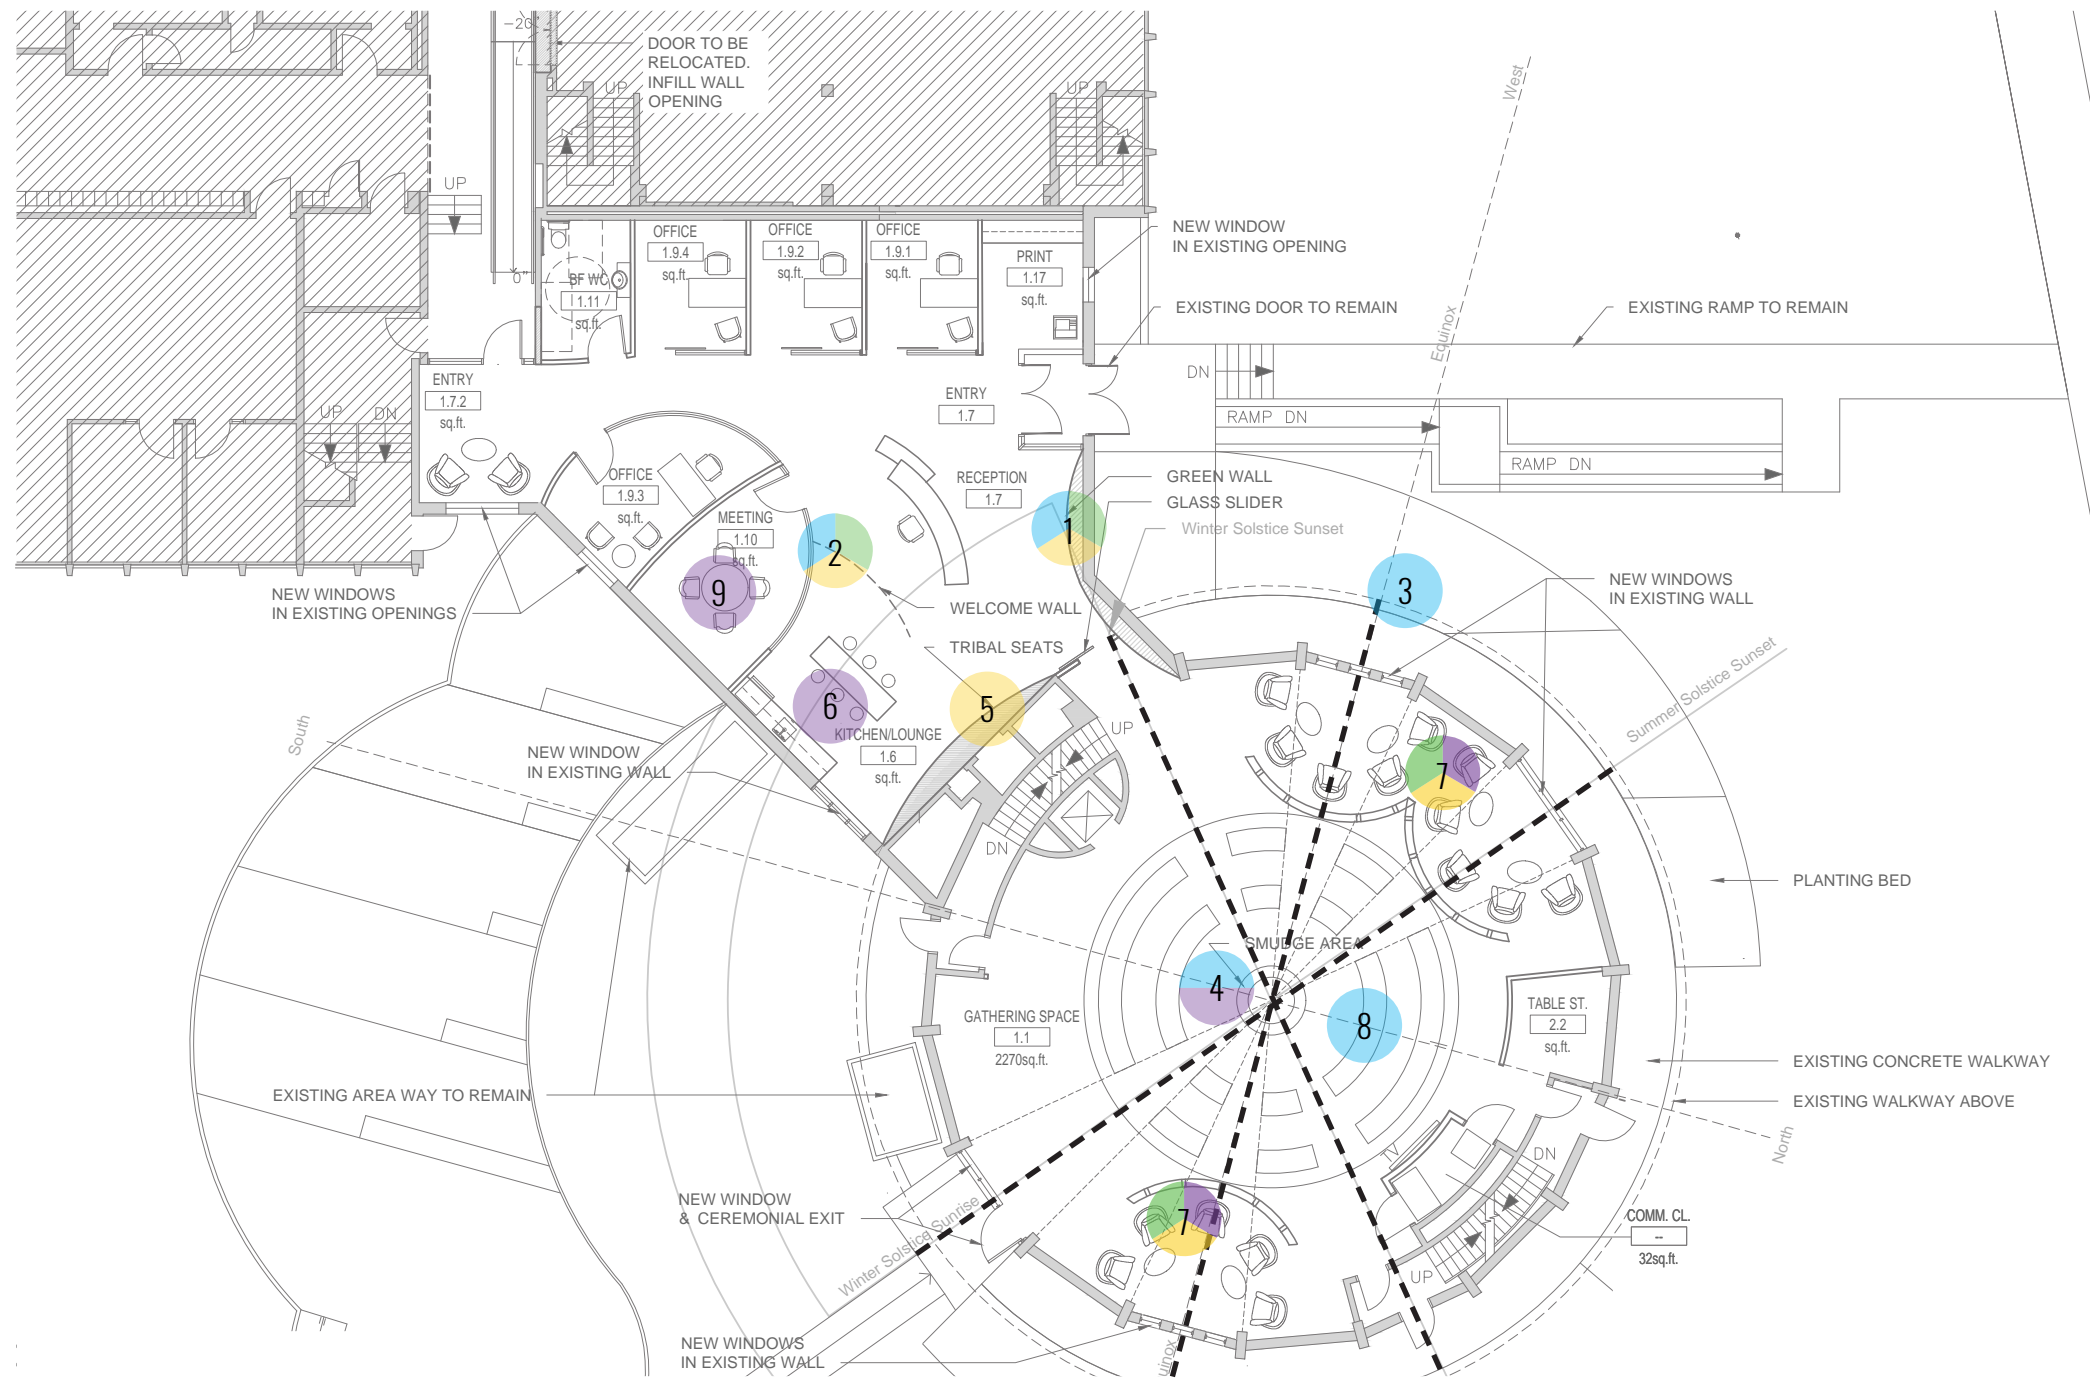 -20
DOOR TO BE
RELOCATED.
INFILL WALL
OPENING
UP
UP
UP
West
OFFICE
1.9.4
sq.ft.
OFFICE
1.9.2
sq.ft.
OFFICE
1.9.1
sq.ft.
PRINT
1.17
sq.ft.
BF WC
1.11
sq.ft.
0"
NEW WINDOW
IN EXISTING OPENING
EXISTING DOOR TO REMAIN
EXISTING RAMP TO REMAIN
Equinox
DN
RAMP DN
RAMP DN
ENTRY
1.7.2
sq.ft.
UP
DN
ENTRY
1.7
OFFICE
1.9.3
sq.ft.
RECEPTION
1.7
GREEN WALL
GLASS SLIDER
Winter Solstice Sunset
MEETING
1.10
sq.ft.
1
2
3
9
NEW WINDOWS
IN EXISTING OPENINGS
WELCOME WALL
NEW WINDOWS
IN EXISTING WALL
TRIBAL SEATS
Summer Solstice Sunset
5
6
UP
South
KITCHEN/LOUNGE
1.6
sq.ft.
NEW WINDOW
IN EXISTING WALL
7
DN
PLANTING BED
SMUDGE AREA
4
8
GATHERING SPACE
1.1
2270sq.ft.
TABLE ST.
2.2
sq.ft.
EXISTING CONCRETE WALKWAY
EXISTING AREA WAY TO REMAIN
EXISTING WALKWAY ABOVE
North
TV
DN
NEW WINDOW
& CEREMONIAL EXIT
Winter Solstice Sunrise
7
COMM. CL.
--
32sq.ft.
UP
NEW WINDOWS
IN EXISTING WALL
uinox